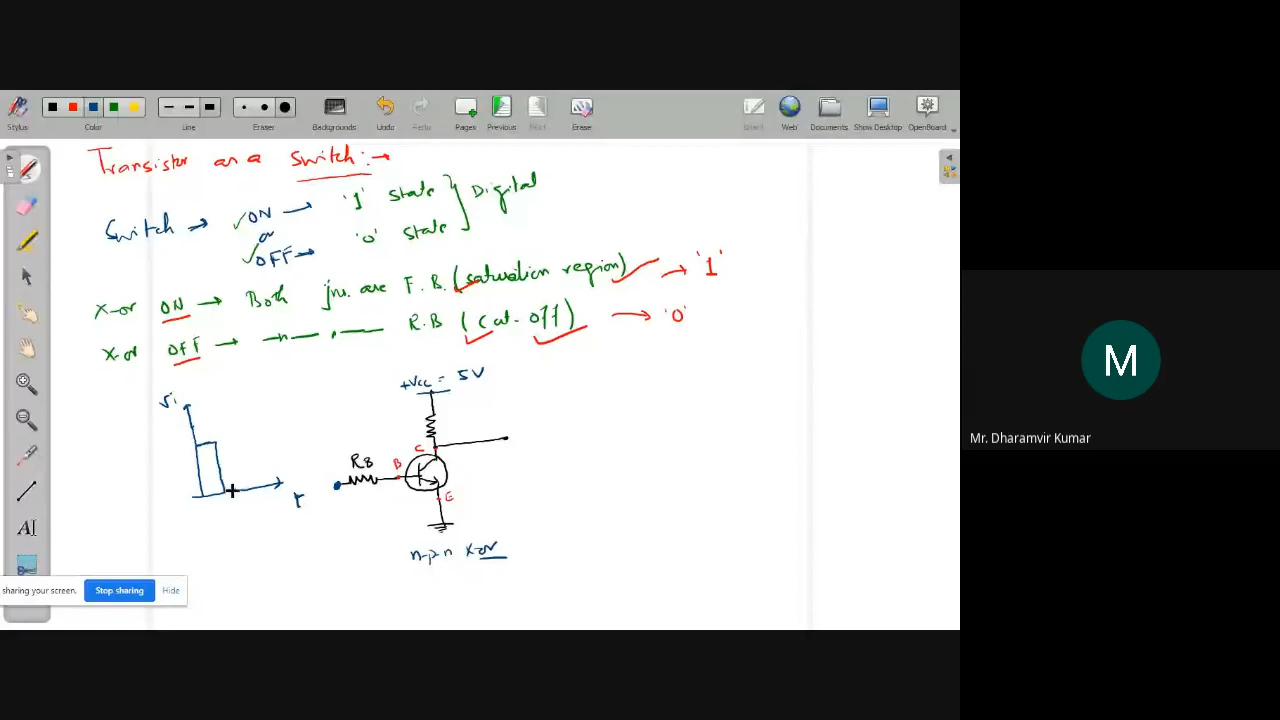 Stylus
Color
Line
Eraser
Backgrounds
Undo
Redo
Pages
Previous
Erase
Web
Documents
Show Desktop
OpenBoard
Transistor as a Switch :→
Switch → ✓ON → '1' State
or
✓OFF → '0' State
Digital
X-or ON → Both jn. are F.B. (saturation region) → '1'
X-or OFF → —"— , —— R.B (Cut-off) → '0'
+Vcc = 5V
Vi
t
RB
B
C
E
n-p-n X-or
sharing your screen.
Stop sharing
Hide
M
Mr. Dharamvir Kumar